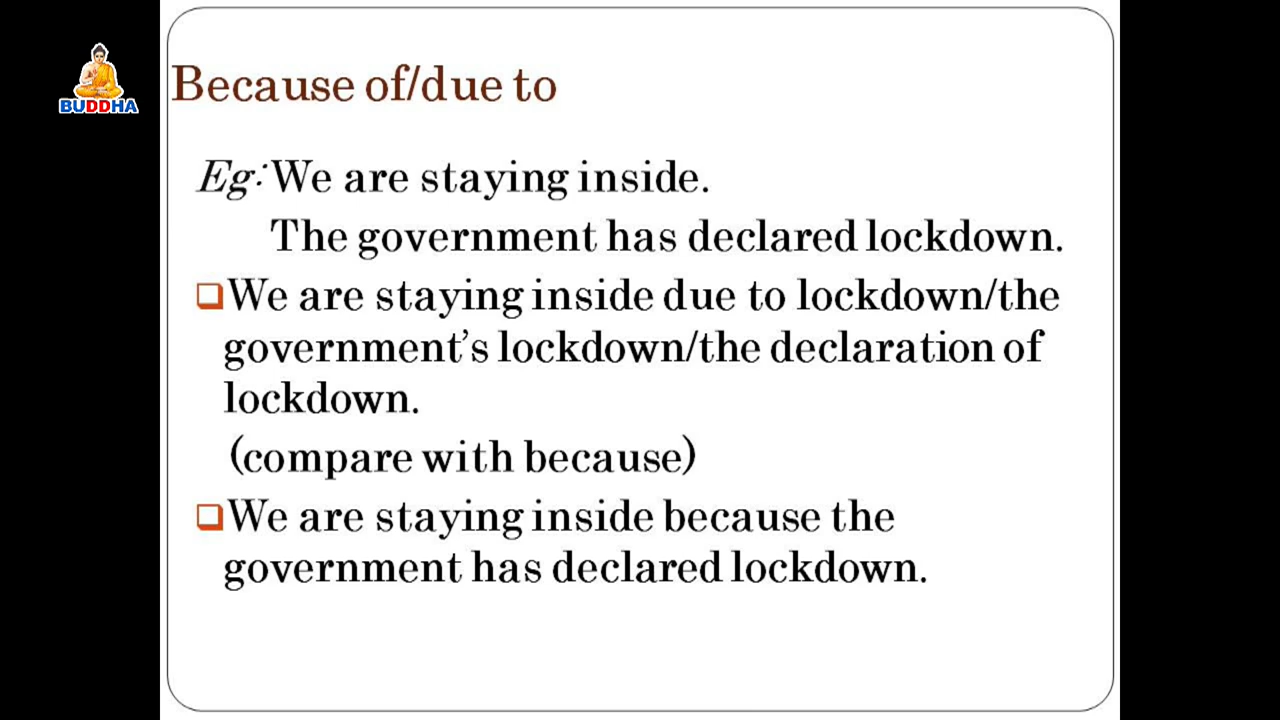 BUDDHA
Because of/due to
Eg: We are staying inside.
The government has declared lockdown.
We are staying inside due to lockdown/the
government’s lockdown/the declaration of
lockdown.
(compare with because)
We are staying inside because the
government has declared lockdown.